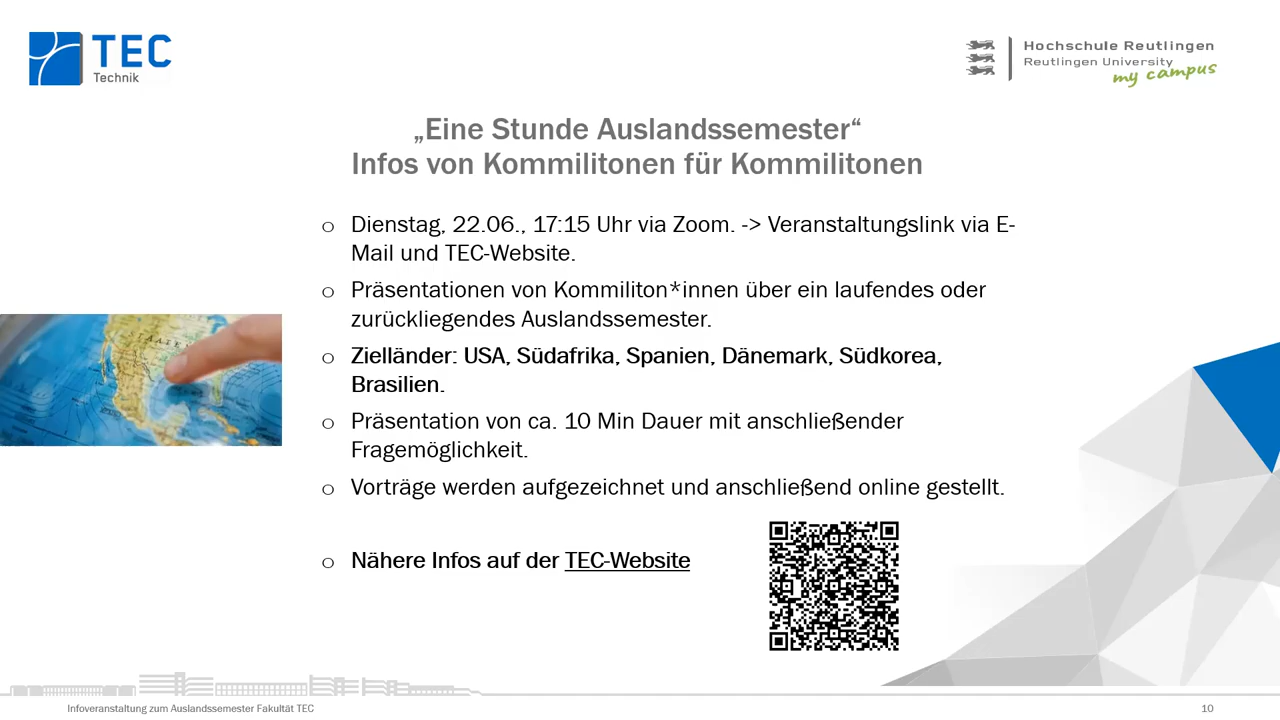 TEC
Technik
Hochschule Reutlingen
Reutlingen University
my campus
„Eine Stunde Auslandssemester“
Infos von Kommilitonen für Kommilitonen
o Dienstag, 22.06., 17:15 Uhr via Zoom. -> Veranstaltungslink via E-
Mail und TEC-Website.
o Präsentationen von Kommiliton*innen über ein laufendes oder
zurückliegendes Auslandssemester.
o Zielländer: USA, Südafrika, Spanien, Dänemark, Südkorea,
Brasilien.
o Präsentation von ca. 10 Min Dauer mit anschließender
Fragemöglichkeit.
o Vorträge werden aufgezeichnet und anschließend online gestellt.
o Nähere Infos auf der TEC-Website
Infoveranstaltung zum Auslandssemester Fakultät TEC
10